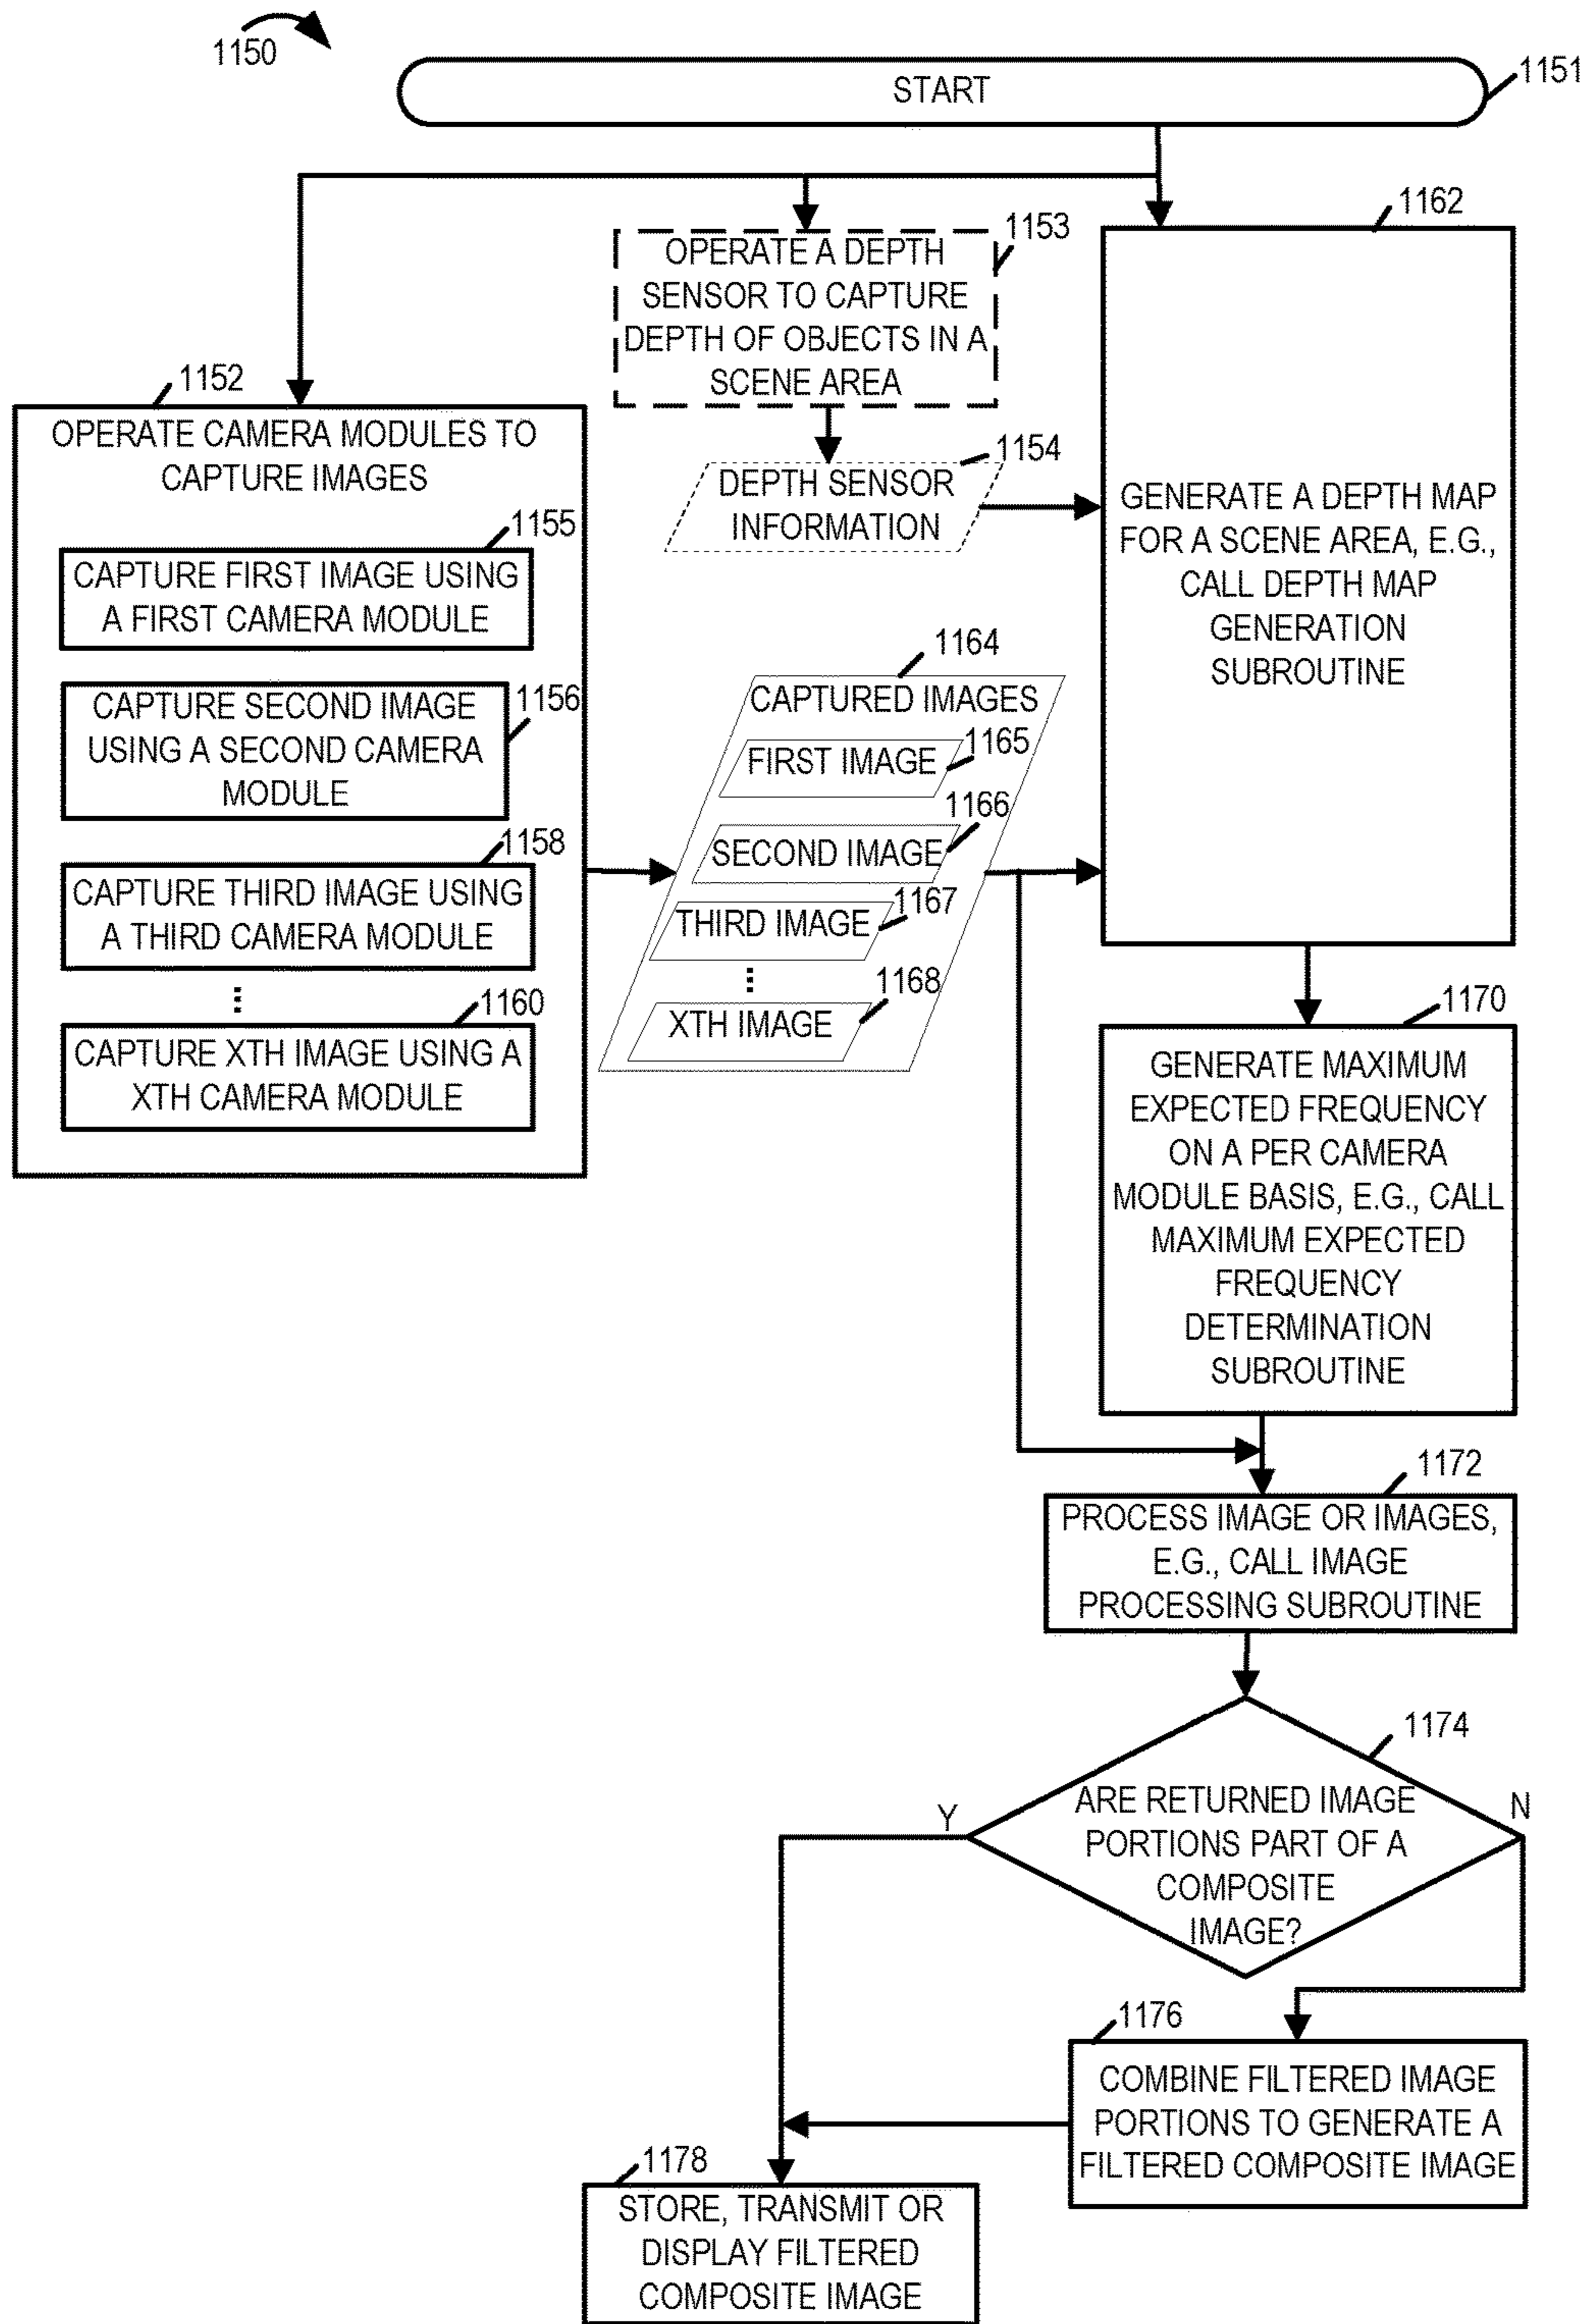 1150
START
1151
1153
OPERATE A DEPTH
SENSOR TO CAPTURE
DEPTH OF OBJECTS IN A
SCENE AREA
1162
GENERATE A DEPTH MAP
FOR A SCENE AREA, E.G.,
CALL DEPTH MAP
GENERATION
SUBROUTINE
1152
OPERATE CAMERA MODULES TO
CAPTURE IMAGES
1155
CAPTURE FIRST IMAGE USING
A FIRST CAMERA MODULE
1156
CAPTURE SECOND IMAGE
USING A SECOND CAMERA
MODULE
1158
CAPTURE THIRD IMAGE USING
A THIRD CAMERA MODULE
⋮
1160
CAPTURE XTH IMAGE USING A
XTH CAMERA MODULE
1154
DEPTH SENSOR
INFORMATION
1164
CAPTURED IMAGES
FIRST IMAGE
1165
SECOND IMAGE
1166
THIRD IMAGE
1167
⋮
XTH IMAGE
1168
1170
GENERATE MAXIMUM
EXPECTED FREQUENCY
ON A PER CAMERA
MODULE BASIS, E.G., CALL
MAXIMUM EXPECTED
FREQUENCY
DETERMINATION
SUBROUTINE
1172
PROCESS IMAGE OR IMAGES,
E.G., CALL IMAGE
PROCESSING SUBROUTINE
1174
ARE RETURNED IMAGE
PORTIONS PART OF A
COMPOSITE
IMAGE?
Y
N
1176
COMBINE FILTERED IMAGE
PORTIONS TO GENERATE A
FILTERED COMPOSITE IMAGE
1178
STORE, TRANSMIT OR
DISPLAY FILTERED
COMPOSITE IMAGE